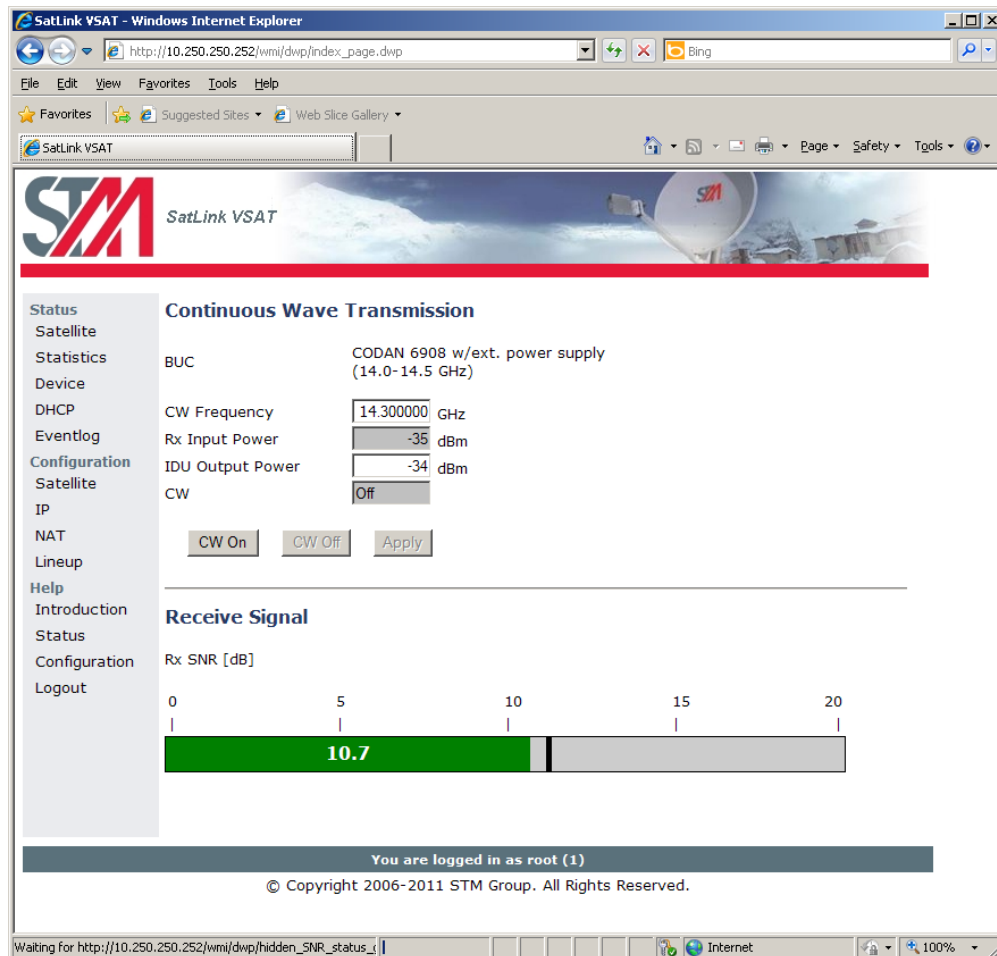 SatLink VSAT - Windows Internet Explorer
http://10.250.250.252/wmi/dwp/index_page.dwp
Bing
File Edit View Favorites Tools Help
Favorites Suggested Sites Web Slice Gallery
SatLink VSAT Page Safety Tools
STM SatLink VSAT STM
Status
Satellite
Statistics
Device
DHCP
Eventlog
Configuration
Satellite
IP
NAT
Lineup
Help
Introduction
Status
Configuration
Logout
Continuous Wave Transmission
BUC CODAN 6908 w/ext. power supply
(14.0-14.5 GHz)
CW Frequency 14.300000 GHz
Rx Input Power -35 dBm
IDU Output Power -34 dBm
CW Off
CW On CW Off Apply
Receive Signal
Rx SNR [dB]
0 5 10 15 20
10.7
You are logged in as root (1)
© Copyright 2006-2011 STM Group. All Rights Reserved.
Waiting for http://10.250.250.252/wmi/dwp/hidden_SNR_status_ Internet 100%